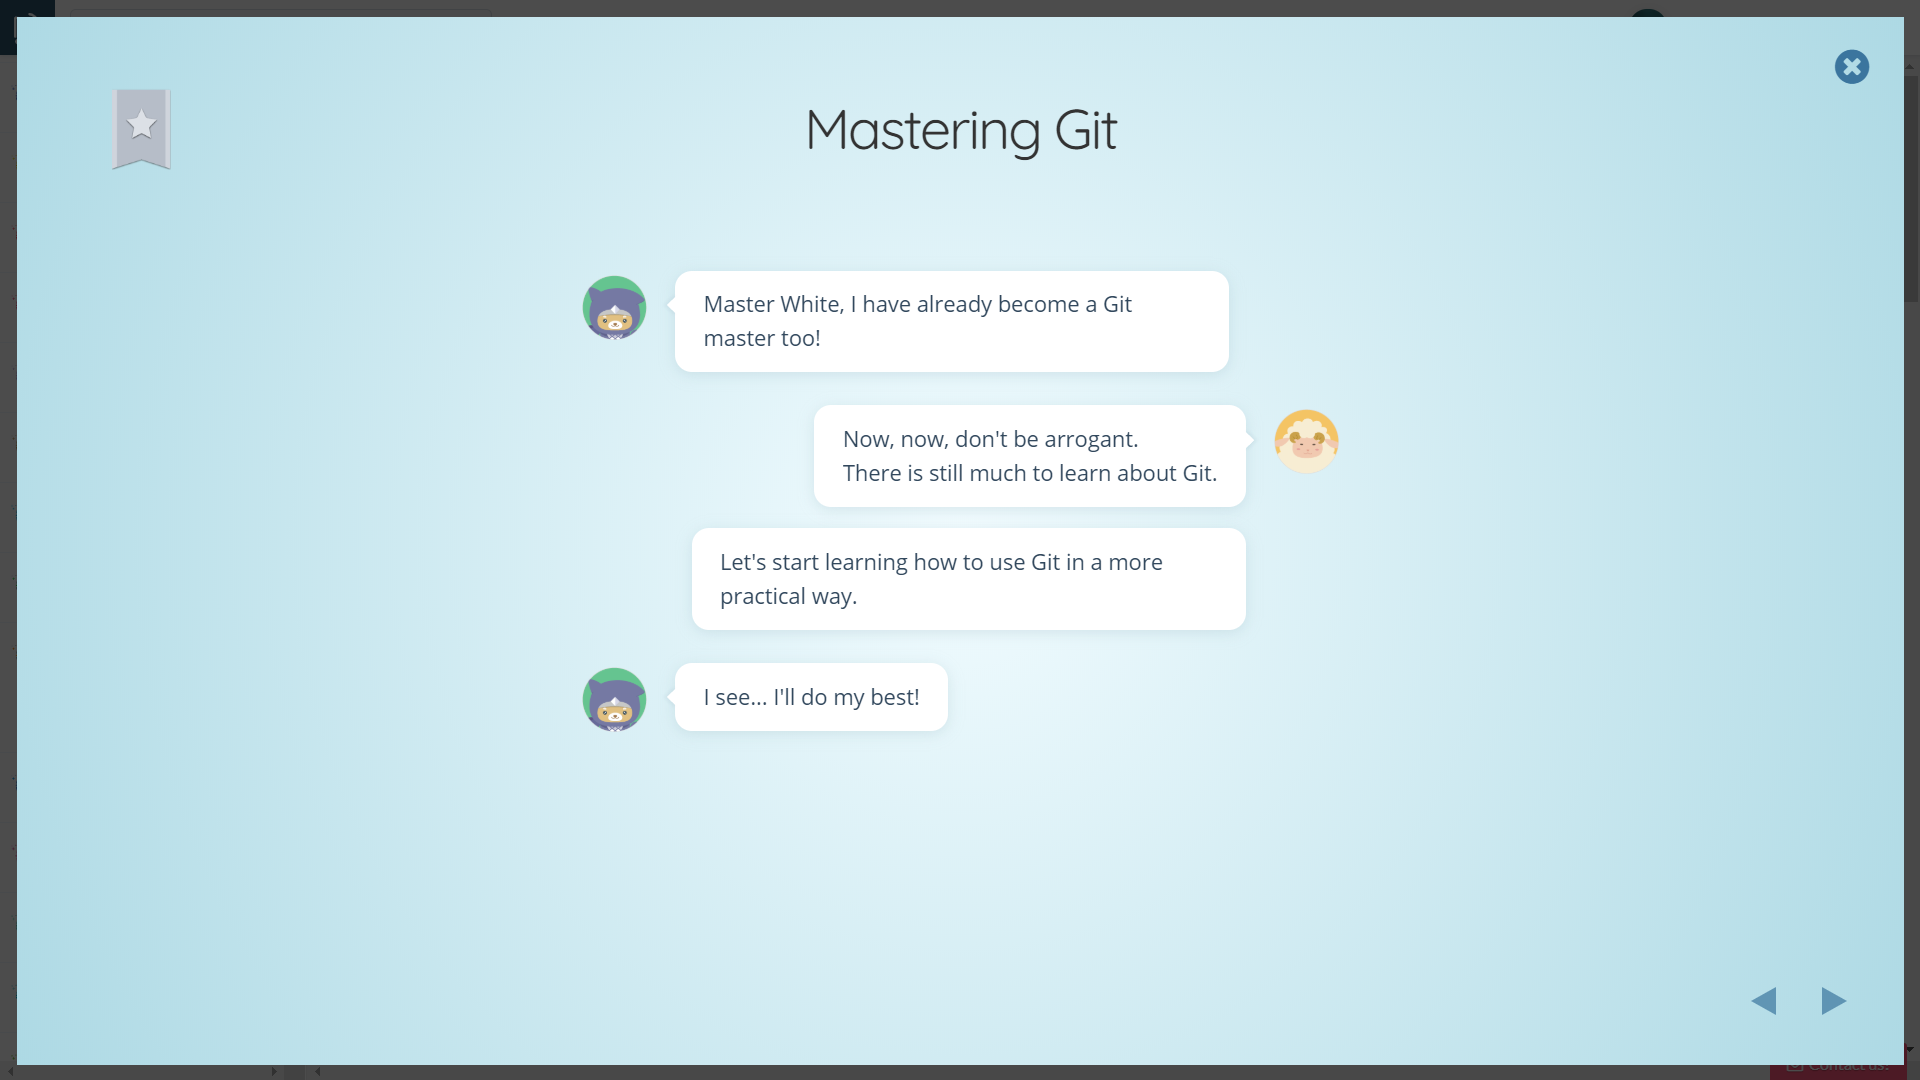 Mastering Git
Master White, I have already become a Git
master too!
Now, now, don't be arrogant.
There is still much to learn about Git.
Let's start learning how to use Git in a more
practical way.
I see... I'll do my best!
Contact us!